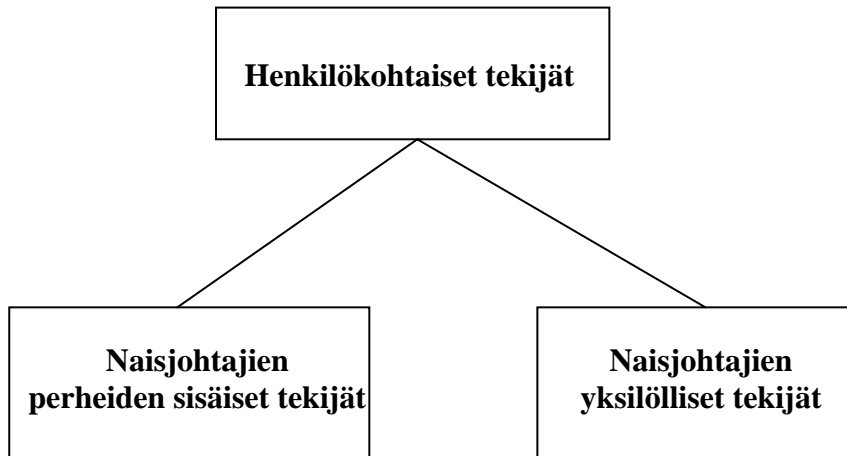 Henkilökohtaiset tekijät
Naisjohtajien
perheiden sisäiset tekijät
Naisjohtajien
yksilölliset tekijät